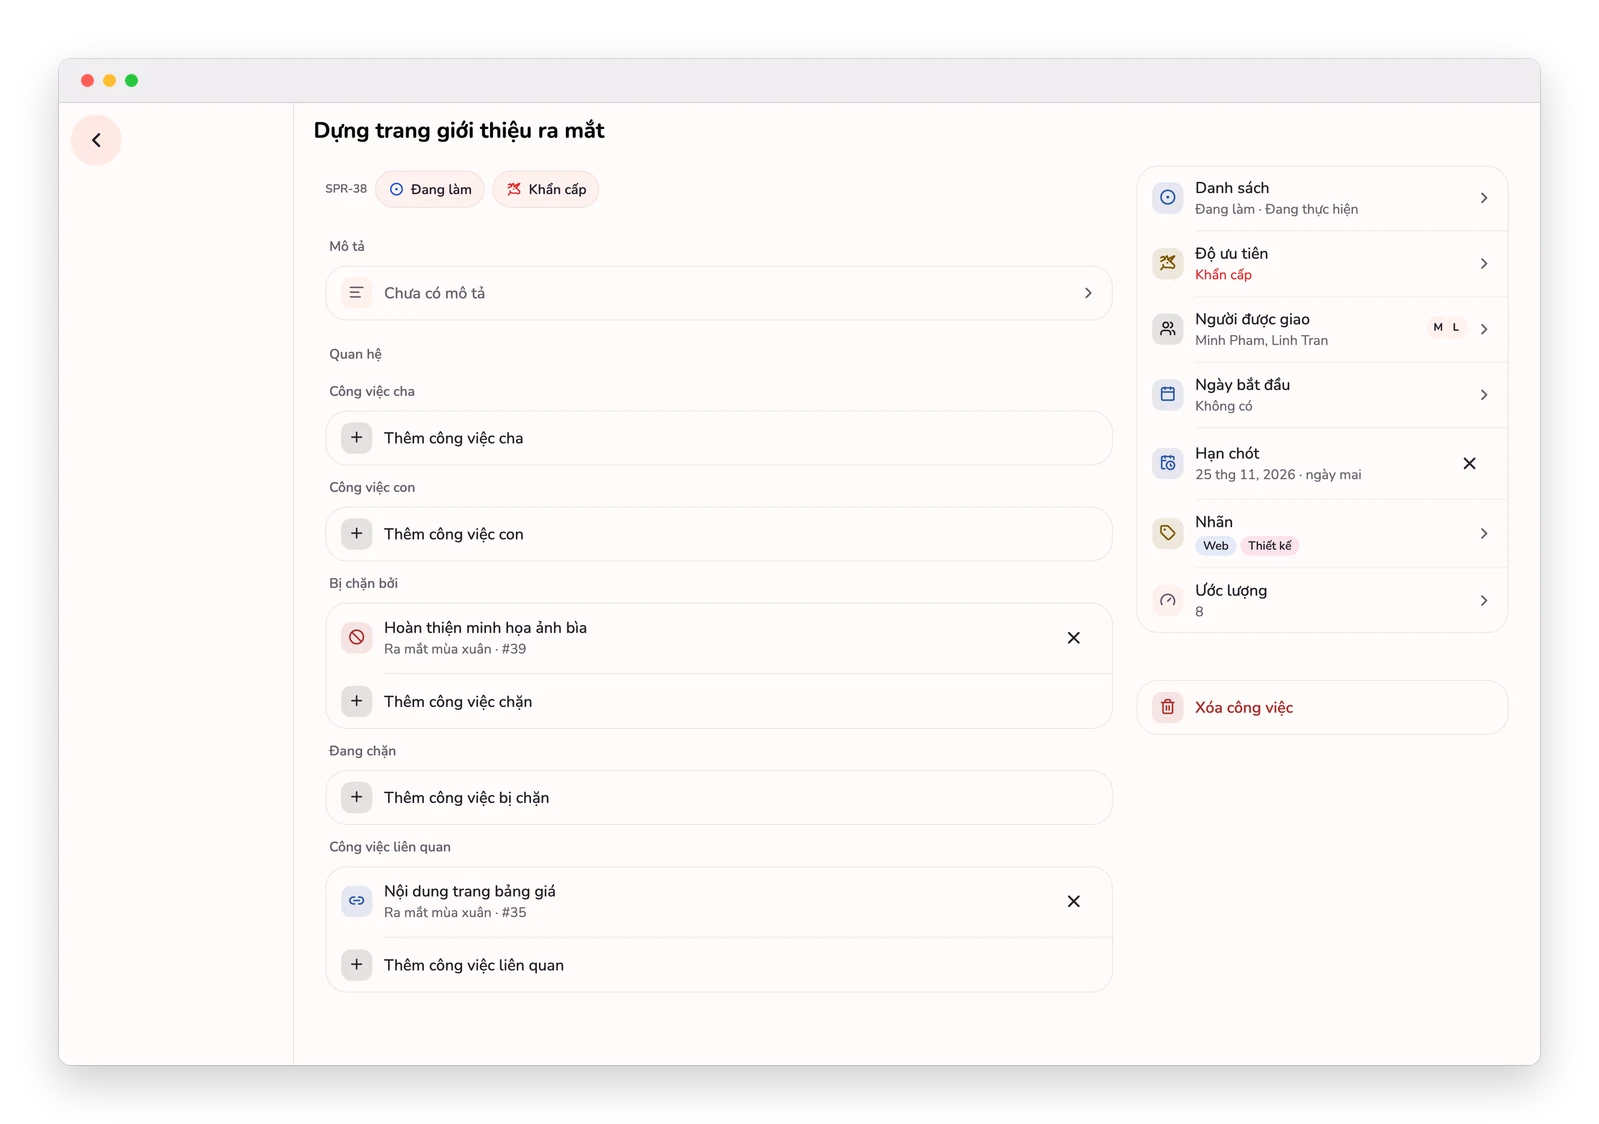 Dựng trang giới thiệu ra mắt
SPR-38
Đang làm
Khẩn cấp
Mô tả
Chưa có mô tả
Quan hệ
Công việc cha
Thêm công việc cha
Công việc con
Thêm công việc con
Bị chặn bởi
Hoàn thiện minh họa ảnh bìa
Ra mắt mùa xuân · #39
Thêm công việc chặn
Đang chặn
Thêm công việc bị chặn
Công việc liên quan
Nội dung trang bảng giá
Ra mắt mùa xuân · #35
Thêm công việc liên quan
Danh sách
Đang làm · Đang thực hiện
Độ ưu tiên
Khẩn cấp
Người được giao
Minh Pham, Linh Tran
M L
Ngày bắt đầu
Không có
Hạn chót
25 thg 11, 2026 · ngày mai
Nhãn
Web Thiết kế
Ước lượng
8
Xóa công việc